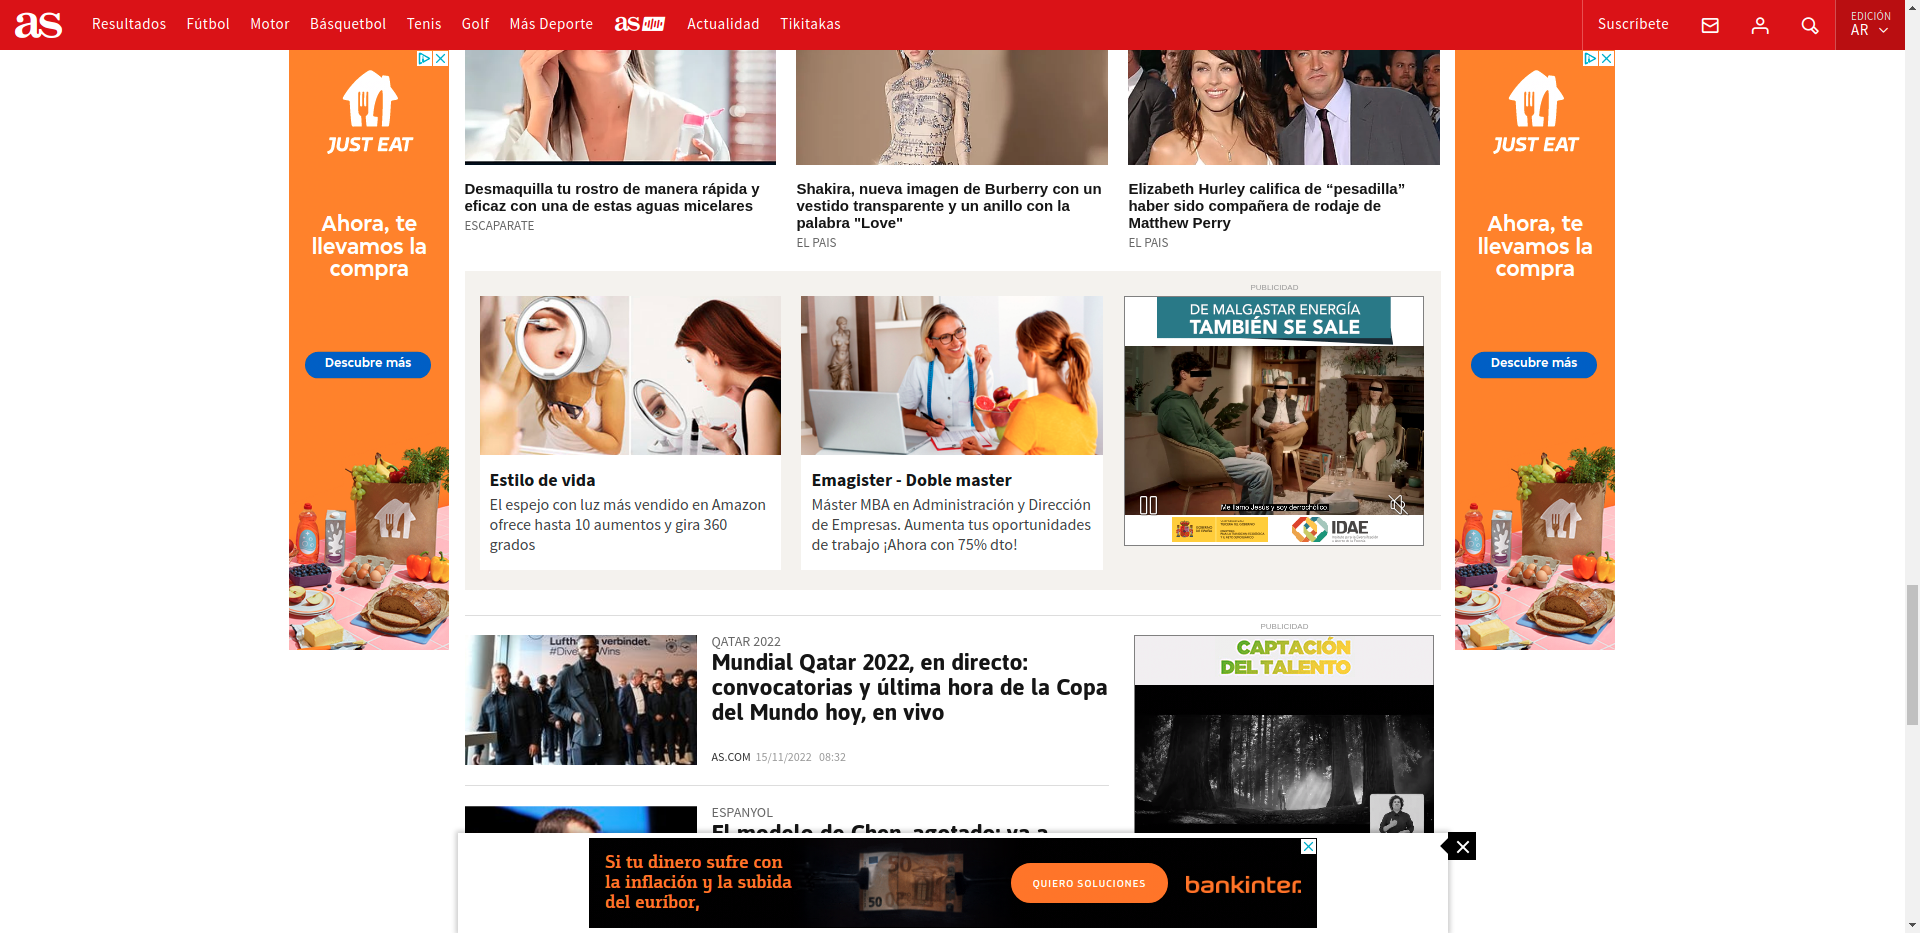 as
Resultados
Fútbol
Motor
Básquetbol
Tenis
Golf
Más Deporte
as
Actualidad
Tikitakas
Suscríbete
EDICIÓN
AR
JUST EAT
Ahora, te
llevamos la
compra
Descubre más
JUST EAT
Ahora, te
llevamos la
compra
Descubre más
Desmaquilla tu rostro de manera rápida y
eficaz con una de estas aguas micelares
ESCAPARATE
Shakira, nueva imagen de Burberry con un
vestido transparente y un anillo con la
palabra "Love"
EL PAIS
Elizabeth Hurley califica de “pesadilla”
haber sido compañera de rodaje de
Matthew Perry
EL PAIS
Estilo de vida
El espejo con luz más vendido en Amazon
ofrece hasta 10 aumentos y gira 360
grados
Emagister - Doble master
Máster MBA en Administración y Dirección
de Empresas. Aumenta tus oportunidades
de trabajo ¡Ahora con 75% dto!
PUBLICIDAD
DE MALGASTAR ENERGÍA
TAMBIÉN SE SALE
Me llamo Jesús y soy derrochólico
IDAE
Lufthansa verbindet.
QATAR 2022
Mundial Qatar 2022, en directo:
convocatorias y última hora de la Copa
del Mundo hoy, en vivo
AS.COM 15/11/2022 08:32
PUBLICIDAD
CAPTACIÓN
DEL TALENTO
ESPANYOL
El modelo de Chen, agotado: va a
Si tu dinero sufre con
la inflación y la subida
del euríbor,
50
50
QUIERO SOLUCIONES
bankinter.